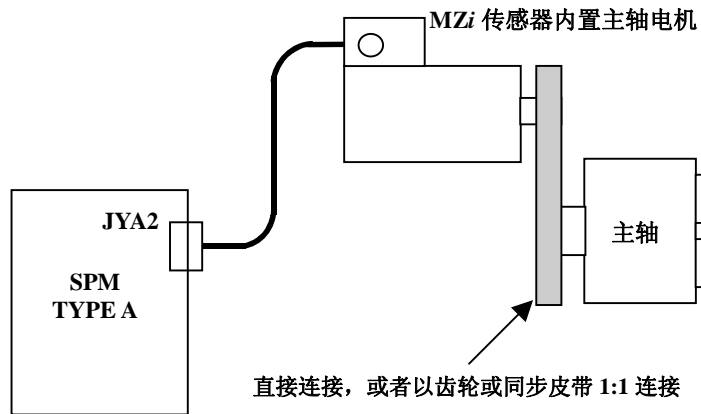 MZi 传感器内置主轴电机
JYA2
SPM
TYPE A
主轴
直接连接，或者以齿轮或同步皮带 1:1 连接